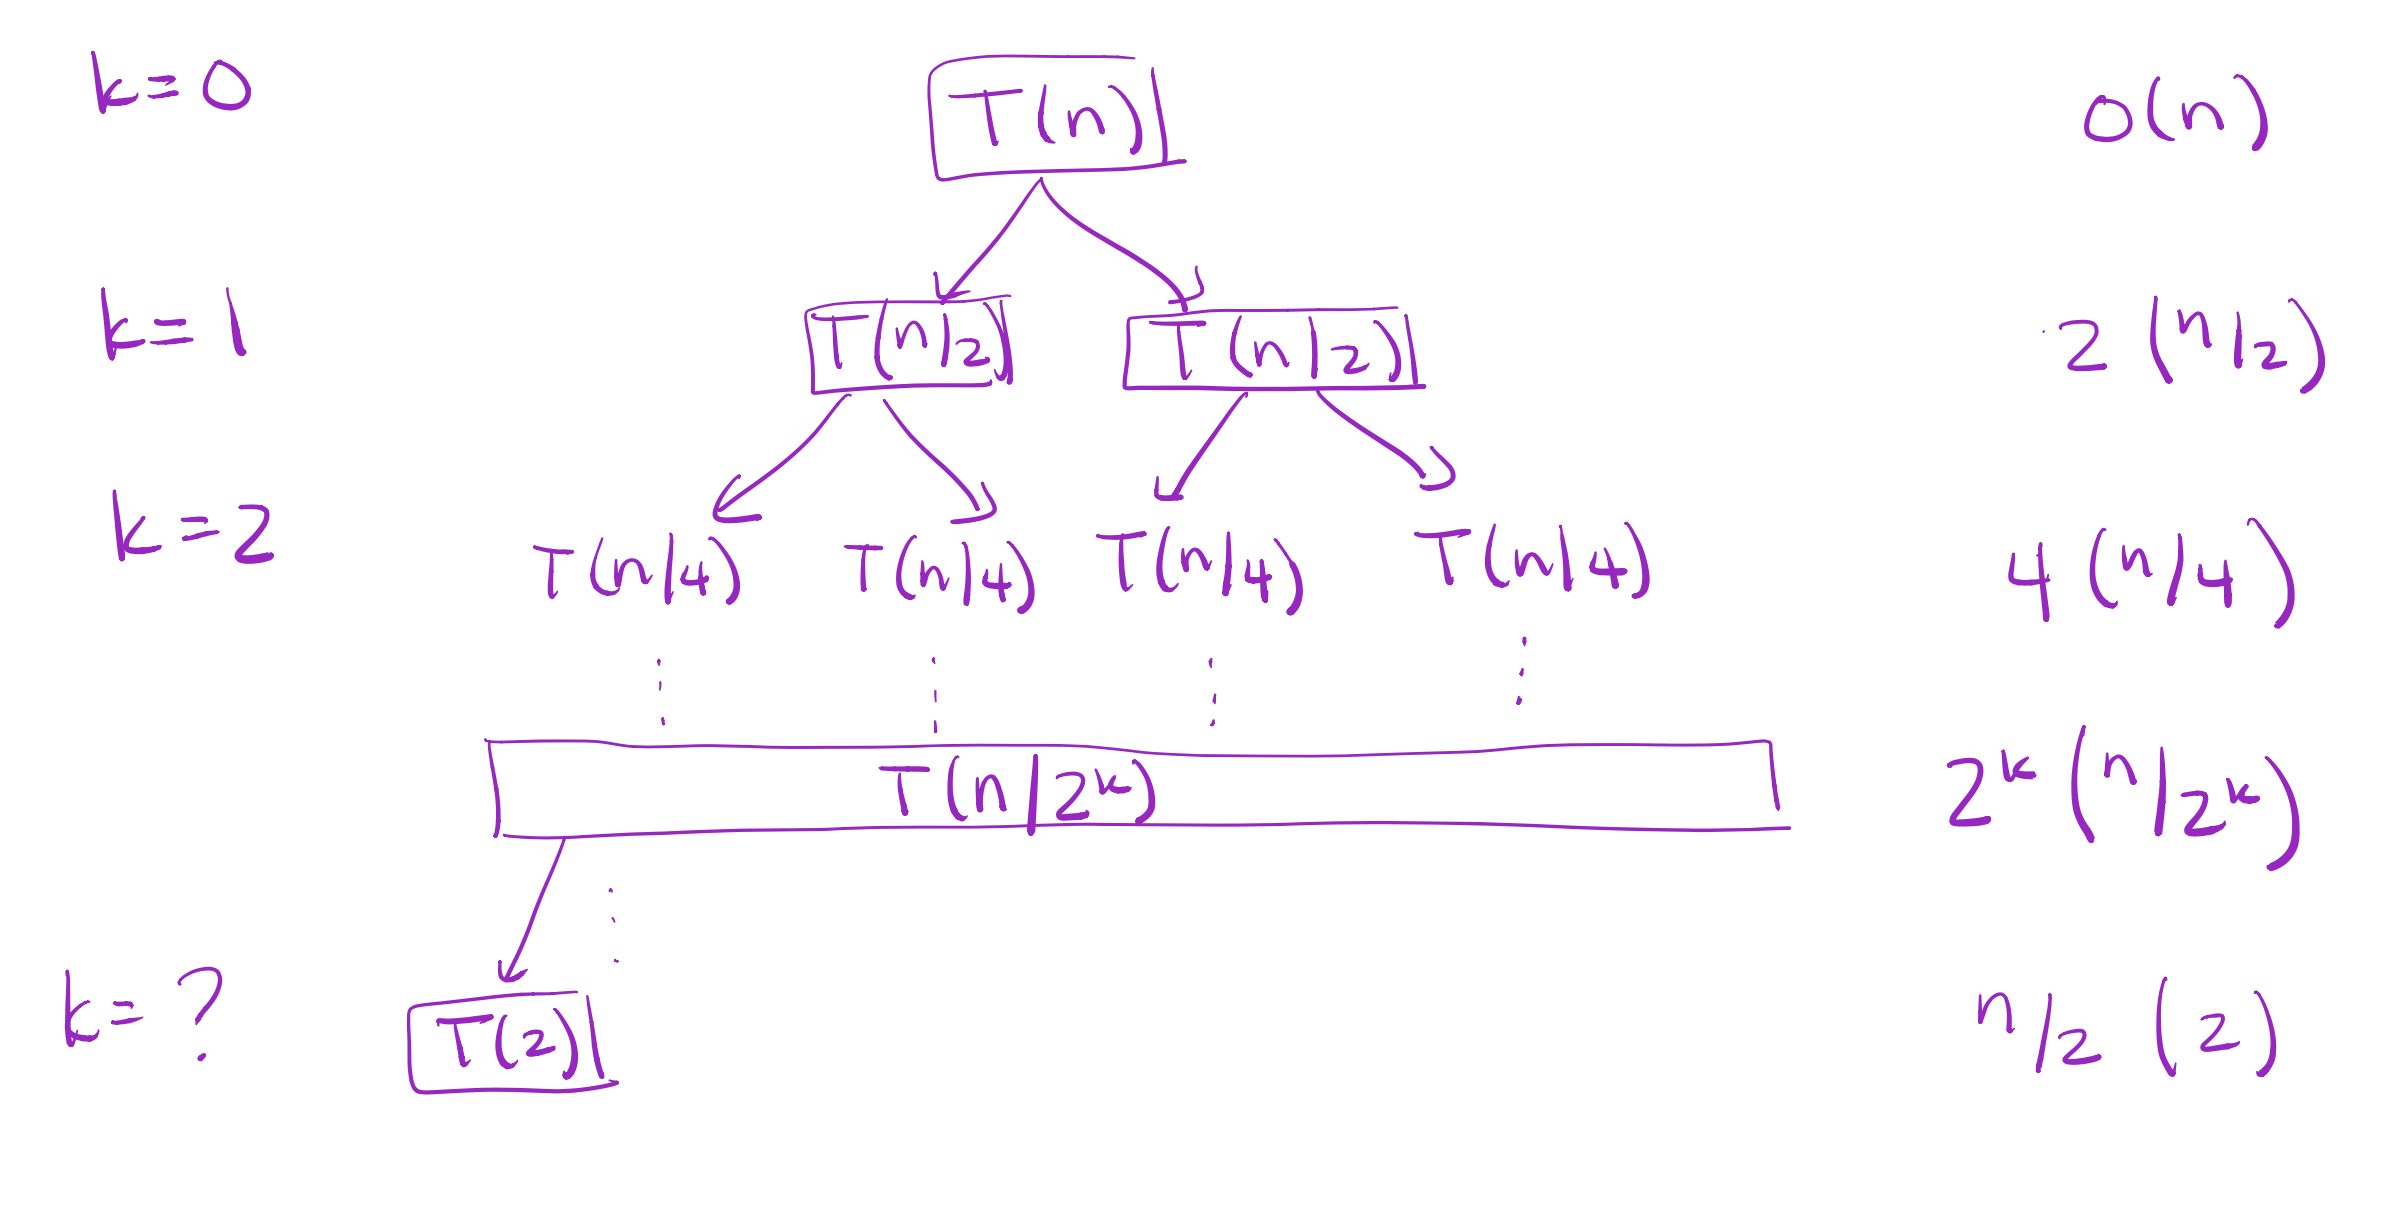 k=0 T(n) O(n)
k=1 T(n/2) T(n/2) 2 (n/2)
k=2 T(n/4) T(n/4) T(n/4) T(n/4) 4 (n/4)
T(n/2^k) 2^k (n/2^k)
k= ? T(2) n/2 (2)